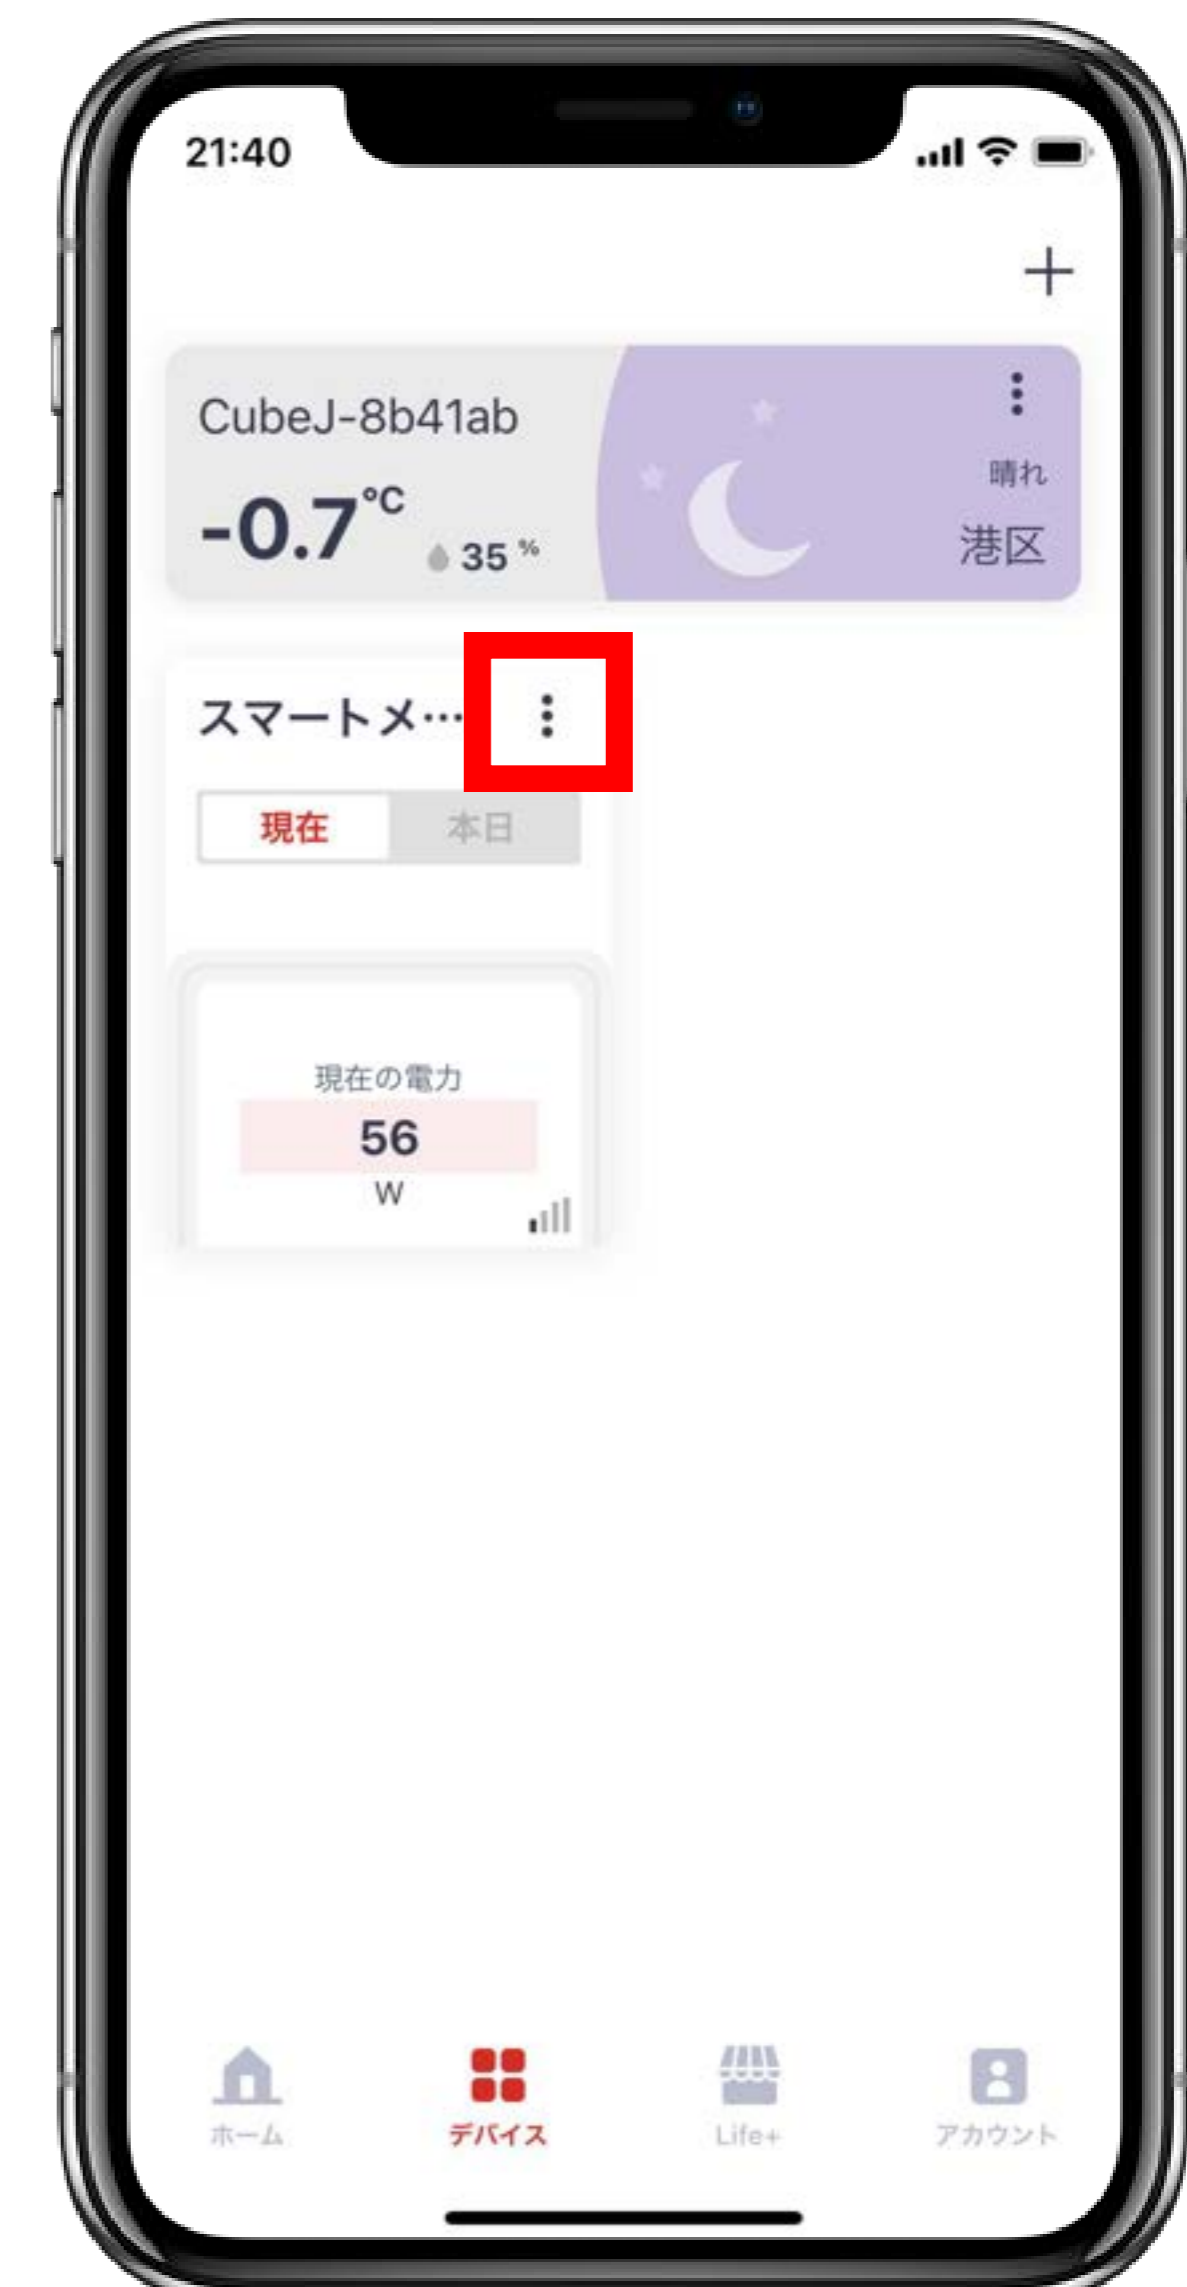 21:40
CubeJ-8b41ab
-0.7°C
35 %
晴れ
港区
スマートメ…
現在 本日
現在の電力
56
W
ホーム デバイス Life+ アカウント